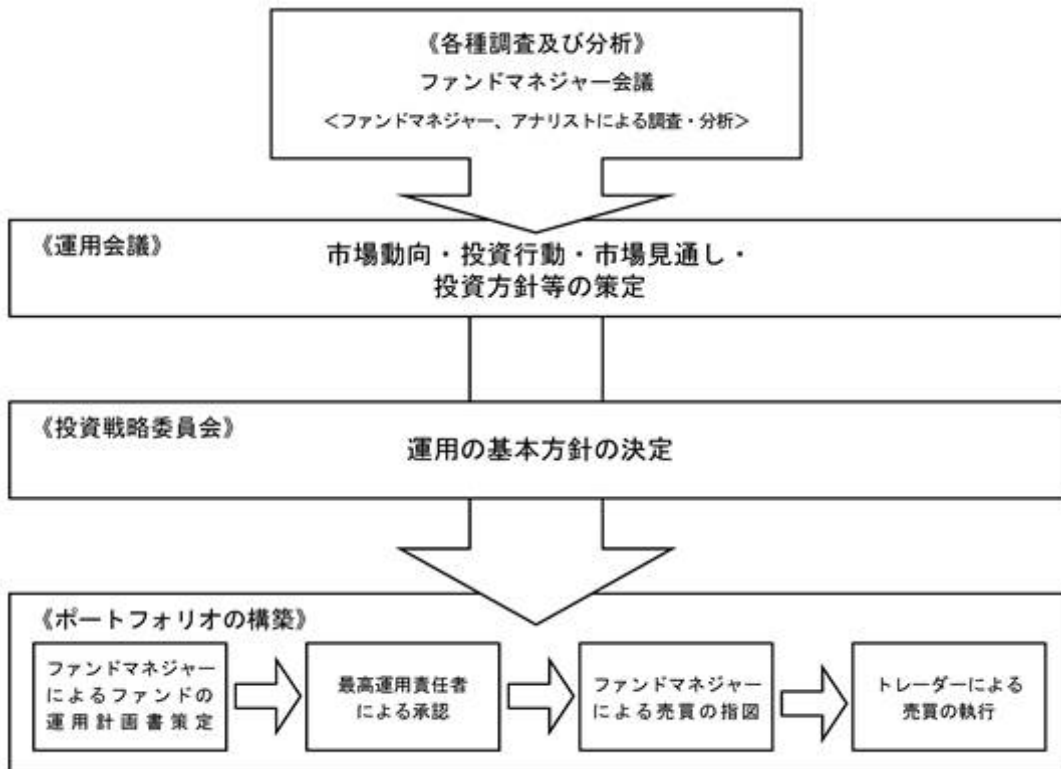 《各種調査及び分析》
ファンドマネジャー会議
＜ファンドマネジャー、アナリストによる調査・分析＞
《運用会議》
市場動向・投資行動・市場見通し・
投資方針等の策定
《投資戦略委員会》
運用の基本方針の決定
《ポートフォリオの構築》
ファンドマネジャー
によるファンドの
運用計画書策定
最高運用責任者
による承認
ファンドマネジャー
による売買の指図
トレーダーによる
売買の執行